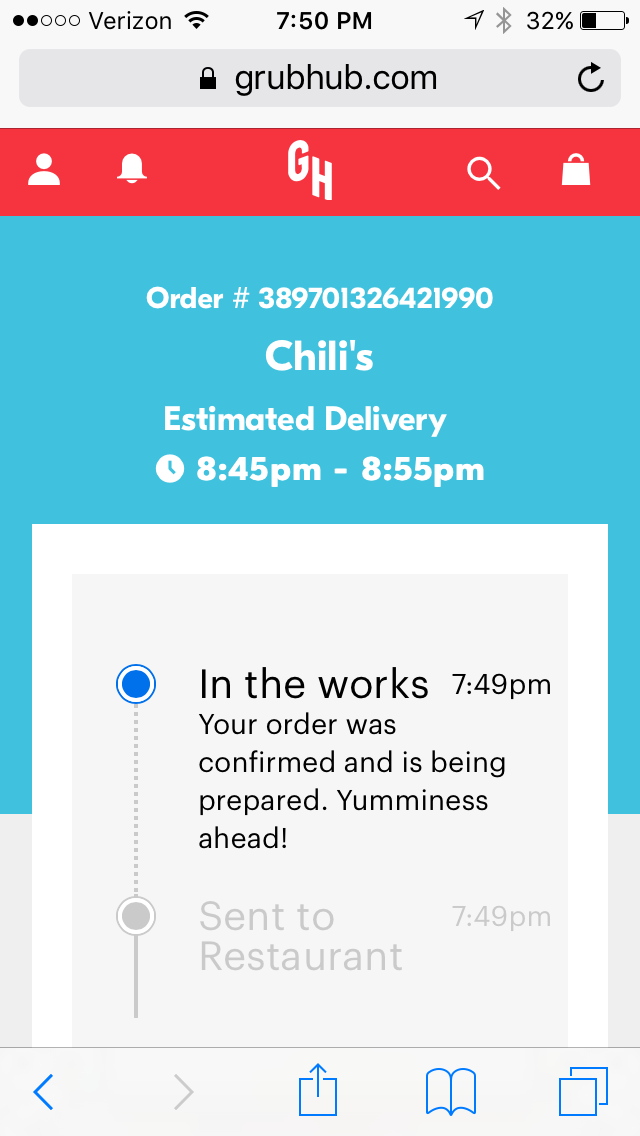 Verizon 7:50 PM 32%
grubhub.com
GH
Order # 389701326421990
Chili's
Estimated Delivery
8:45pm - 8:55pm
In the works 7:49pm
Your order was
confirmed and is being
prepared. Yumminess
ahead!
Sent to 7:49pm
Restaurant